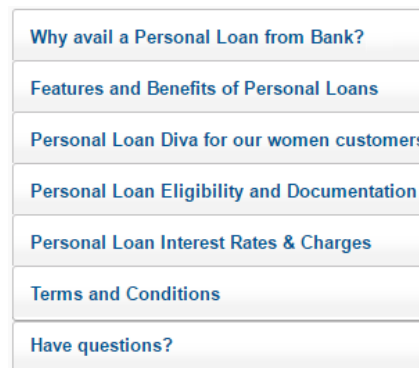 Why avail a Personal Loan from Bank?
Features and Benefits of Personal Loans
Personal Loan Diva for our women customers
Personal Loan Eligibility and Documentation
Personal Loan Interest Rates & Charges
Terms and Conditions
Have questions?